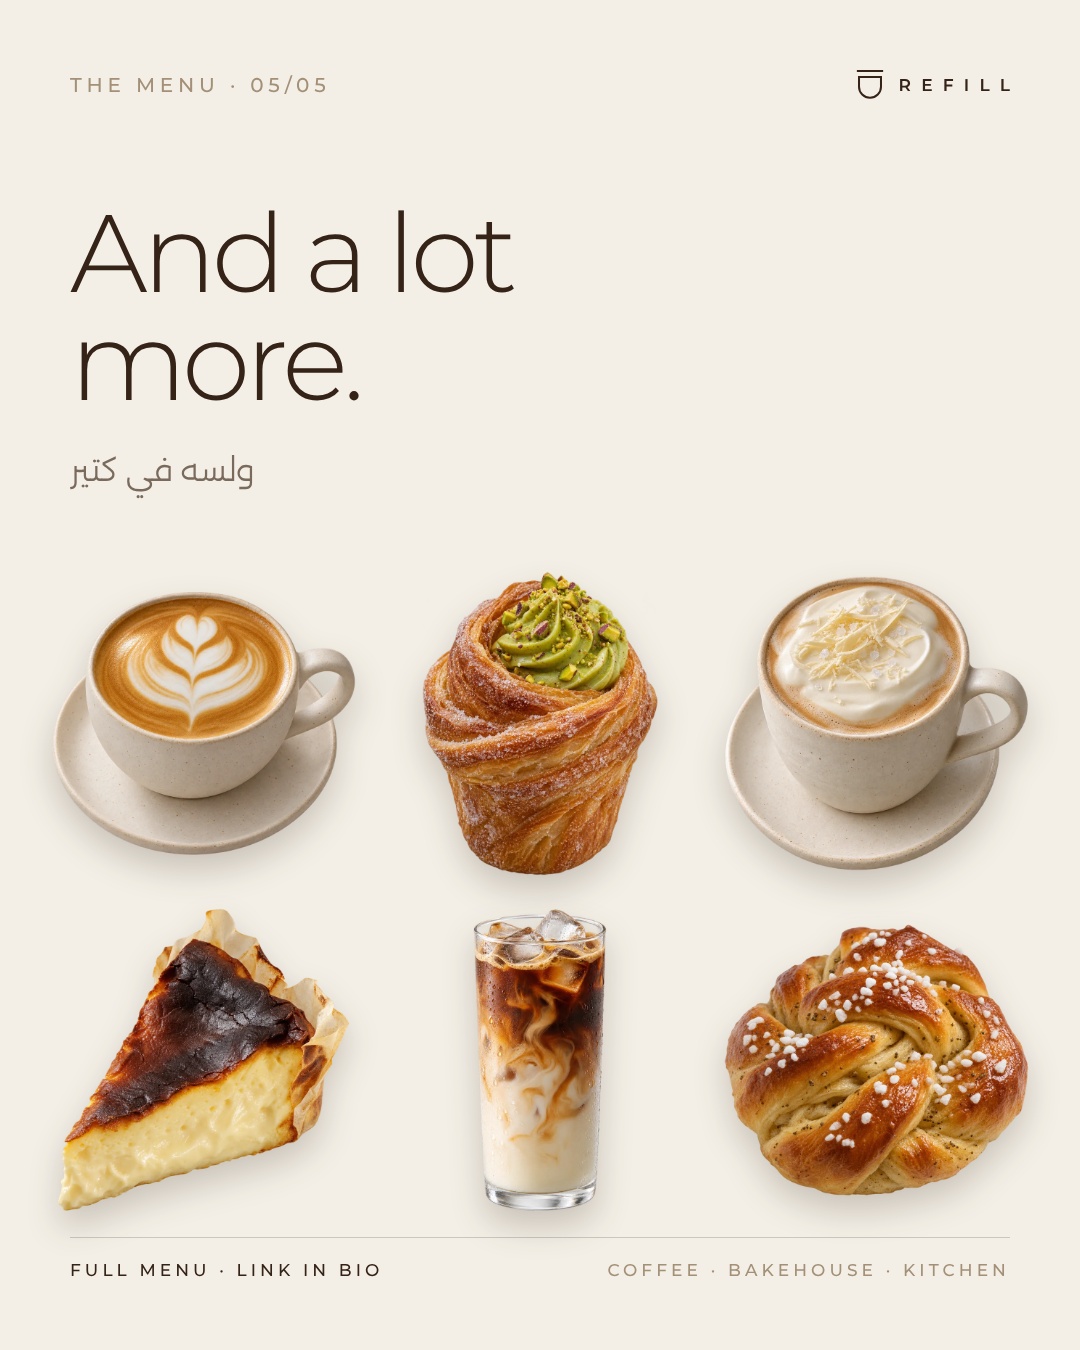 THE MENU · 05/05
REFILL
And a lot
more.
ولسه في كتير
FULL MENU · LINK IN BIO
COFFEE · BAKEHOUSE · KITCHEN